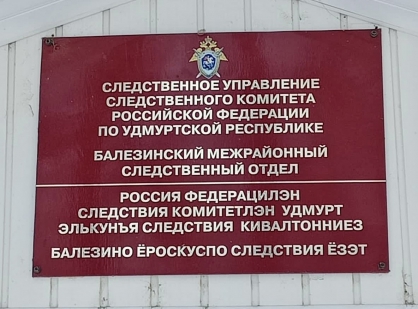 СЛЕДСТВЕННОЕ УПРАВЛЕНИЕ
СЛЕДСТВЕННОГО КОМИТЕТА
РОССИЙСКОЙ ФЕДЕРАЦИИ
ПО УДМУРТСКОЙ РЕСПУБЛИКЕ
БАЛЕЗИНСКИЙ МЕЖРАЙОННЫЙ
СЛЕДСТВЕННЫЙ ОТДЕЛ
РОССИЯ ФЕДЕРАЦИЛЭН
СЛЕДСТВИЯ КОМИТЕТЛЭН УДМУРТ
ЭЛЬКУНЪЯ СЛЕДСТВИЯ КИВАЛТОННИЕЗ
БАЛЕЗИНО ЁРОСКУСПО СЛЕДСТВИЯ ЁЗЭТ